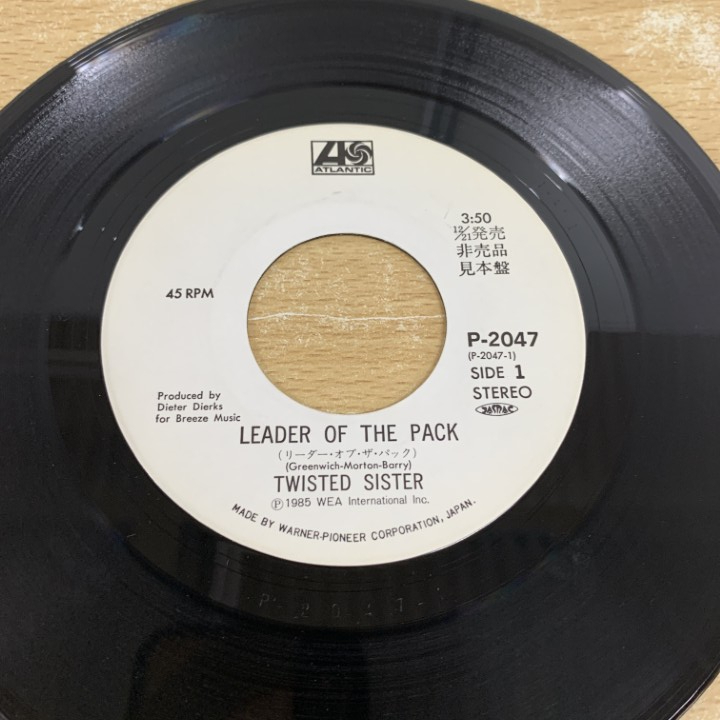 ATLANTIC
3:50
12/21発売
非売品
見本盤
45 RPM
P-2047
(P-2047-1)
SIDE 1
STEREO
Produced by
Dieter Dierks
for Breeze Music
LEADER OF THE PACK
(リーダー・オブ・ザ・パック)
(Greenwich-Morton-Barry)
TWISTED SISTER
Ⓟ1985 WEA International Inc.
MADE BY WARNER-PIONEER CORPORATION, JAPAN.